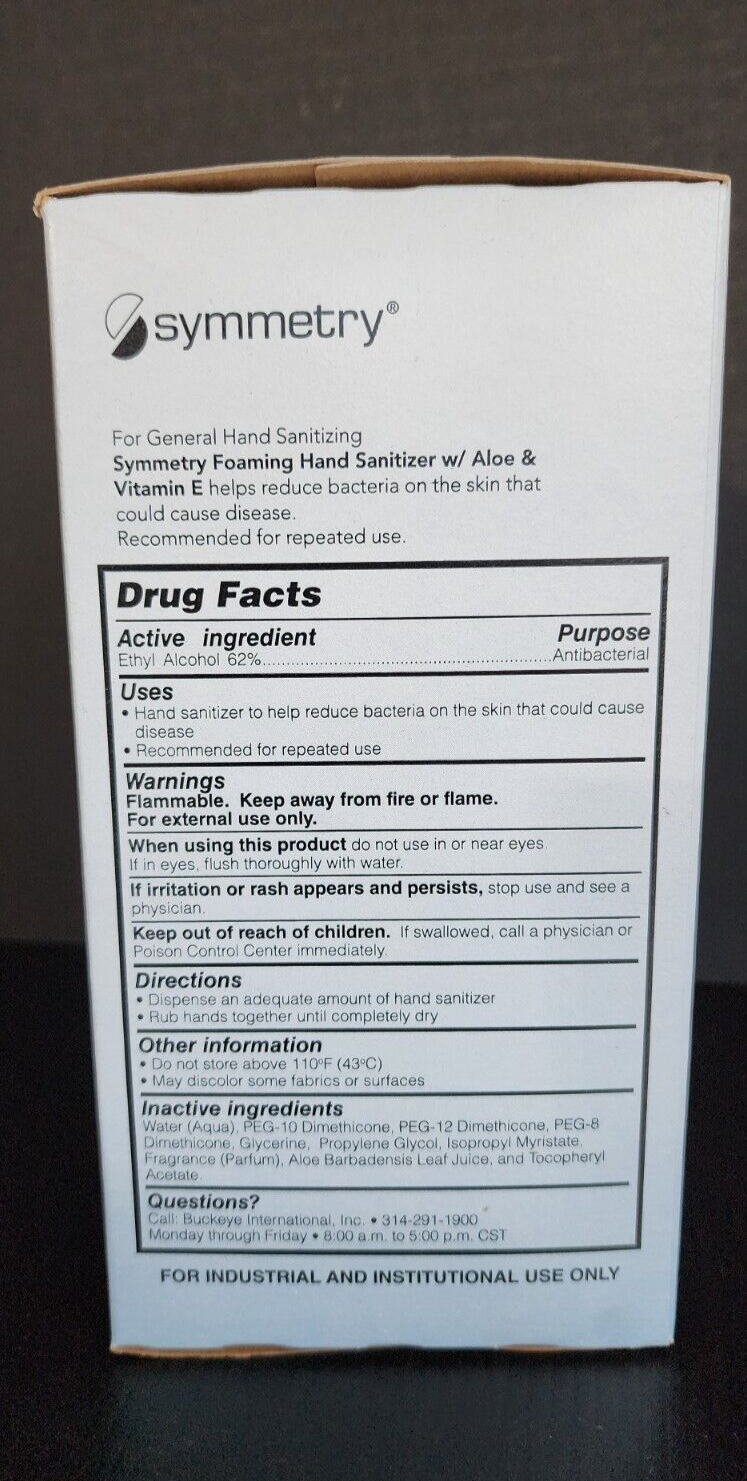 symmetry®
For General Hand Sanitizing
Symmetry Foaming Hand Sanitizer w/ Aloe &
Vitamin E helps reduce bacteria on the skin that
could cause disease.
Recommended for repeated use.
Drug Facts
Active ingredient Purpose
Ethyl Alcohol 62%..........................................................Antibacterial
Uses
• Hand sanitizer to help reduce bacteria on the skin that could cause
disease
• Recommended for repeated use
Warnings
Flammable. Keep away from fire or flame.
For external use only.
When using this product do not use in or near eyes.
If in eyes, flush thoroughly with water.
If irritation or rash appears and persists, stop use and see a
physician.
Keep out of reach of children. If swallowed, call a physician or
Poison Control Center immediately.
Directions
• Dispense an adequate amount of hand sanitizer
• Rub hands together until completely dry
Other information
• Do not store above 110ºF (43ºC)
• May discolor some fabrics or surfaces
Inactive ingredients
Water (Aqua), PEG-10 Dimethicone, PEG-12 Dimethicone, PEG-8
Dimethicone, Glycerine, Propylene Glycol, Isopropyl Myristate,
Fragrance (Parfum), Aloe Barbadensis Leaf Juice, and Tocopheryl
Acetate.
Questions?
Call: Buckeye International, Inc. • 314-291-1900
Monday through Friday • 8:00 a.m. to 5:00 p.m. CST
FOR INDUSTRIAL AND INSTITUTIONAL USE ONLY